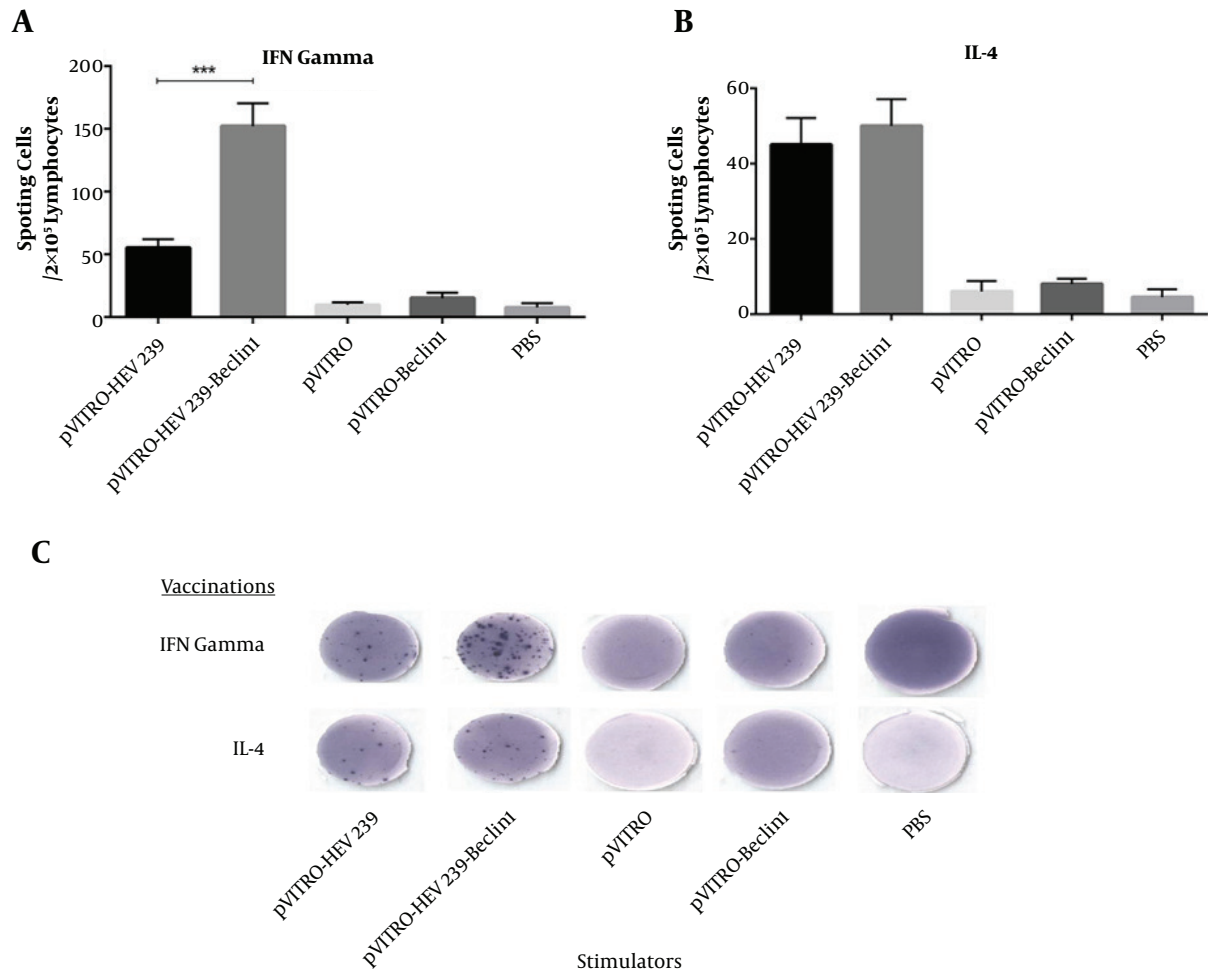 A
IFN Gamma
Spoting Cells
/2×10⁵ Lymphocytes
200
150
100
50
0
***
pVITRO-HEV 239
pVITRO-HEV 239-Beclin1
pVITRO
pVITRO-Beclin1
PBS
B
IL-4
Spoting Cells
/2×10⁵ Lymphocytes
60
40
20
0
pVITRO-HEV 239
pVITRO-HEV 239-Beclin1
pVITRO
pVITRO-Beclin1
PBS
C
Vaccinations
IFN Gamma
IL-4
pVITRO-HEV 239
pVITRO-HEV 239-Beclin1
pVITRO
pVITRO-Beclin1
PBS
Stimulators